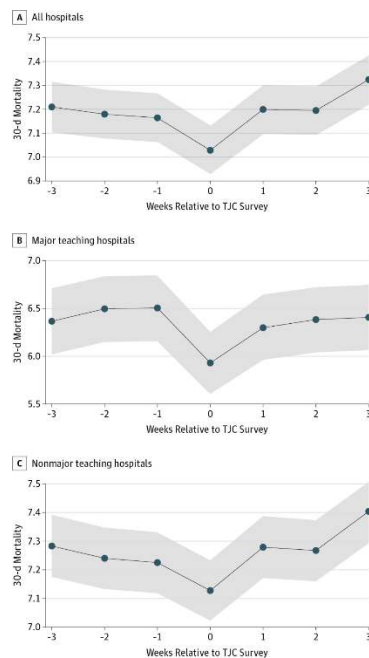 A All hospitals
7.5
7.4
7.3
7.2
7.1
7.0
6.9
30-d Mortality
-3 -2 -1 0 1 2 3
Weeks Relative to TJC Survey
B Major teaching hospitals
7.0
6.5
6.0
5.5
30-d Mortality
-3 -2 -1 0 1 2 3
Weeks Relative to TJC Survey
C Nonmajor teaching hospitals
7.5
7.4
7.3
7.2
7.1
7.0
30-d Mortality
-3 -2 -1 0 1 2 3
Weeks Relative to TJC Survey